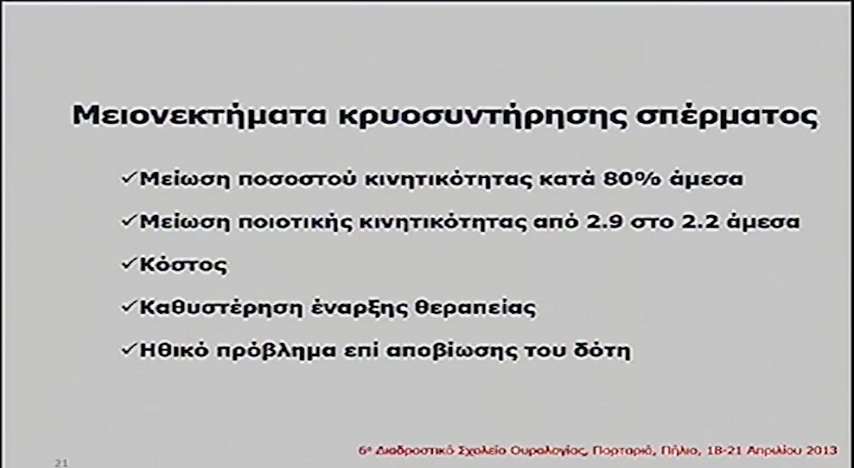 Μειονεκτήματα κρυοσυντήρησης σπέρματος
✓Μείωση ποσοστού κινητικότητας κατά 80% άμεσα
✓Μείωση ποιοτικής κινητικότητας από 2.9 στο 2.2 άμεσα
✓Κόστος
✓Καθυστέρηση έναρξης θεραπείας
✓Ηθικό πρόβλημα επί αποβίωσης του δότη
6ο Διαδραστικό Σχολείο Ουρολογίας, Πορταριά, Πήλιο, 18-21 Απριλίου 2013
21